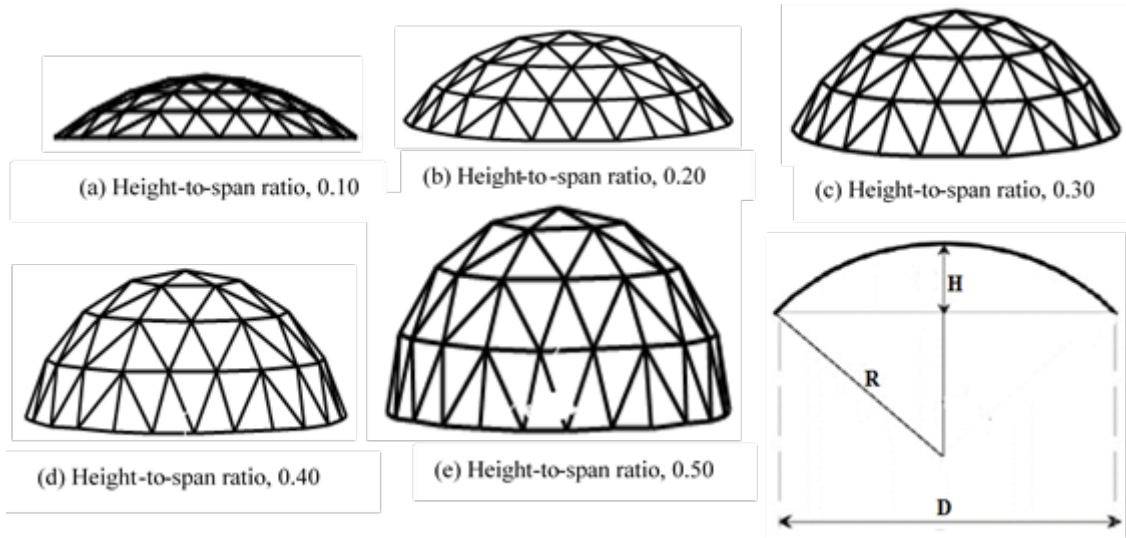 (a) Height-to-span ratio, 0.10
(b) Height-to-span ratio, 0.20
(c) Height-to-span ratio, 0.30
(d) Height-to-span ratio, 0.40
(e) Height-to-span ratio, 0.50
H
R
D